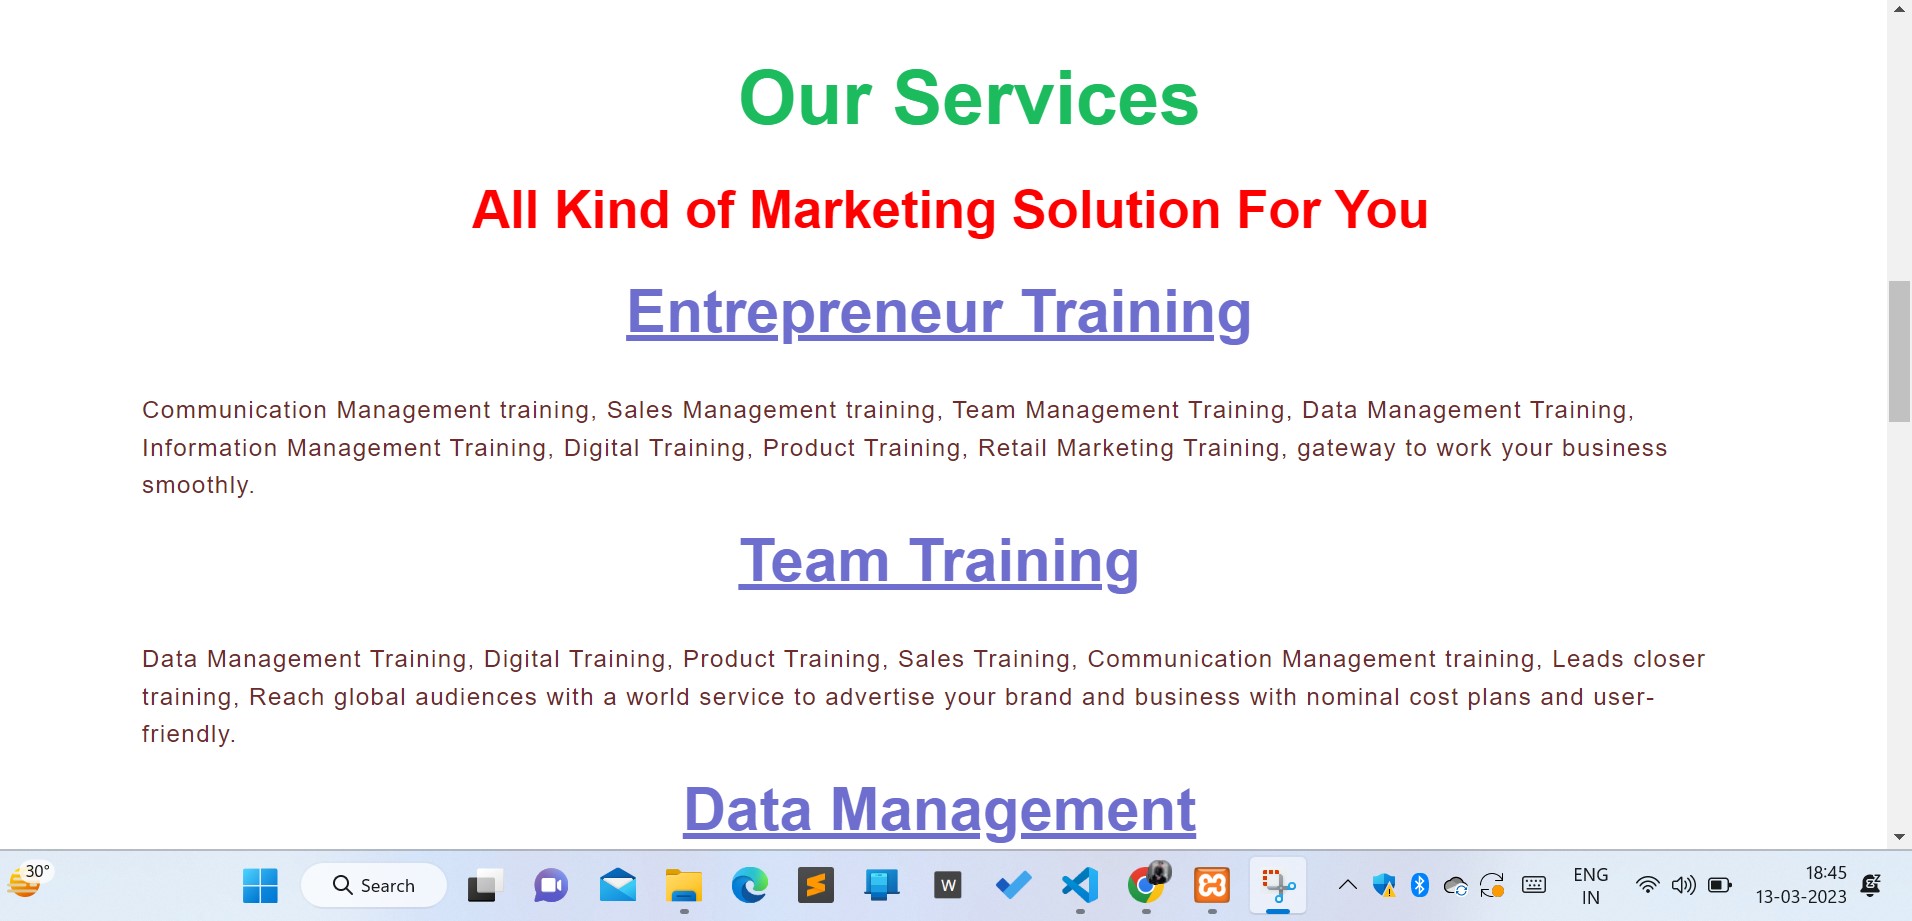 Our Services
All Kind of Marketing Solution For You
Entrepreneur Training
Communication Management training, Sales Management training, Team Management Training, Data Management Training,
Information Management Training, Digital Training, Product Training, Retail Marketing Training, gateway to work your business
smoothly.
Team Training
Data Management Training, Digital Training, Product Training, Sales Training, Communication Management training, Leads closer
training, Reach global audiences with a world service to advertise your brand and business with nominal cost plans and user-
friendly.
Data Management
30°
Search
W
ENG
IN
18:45
13-03-2023